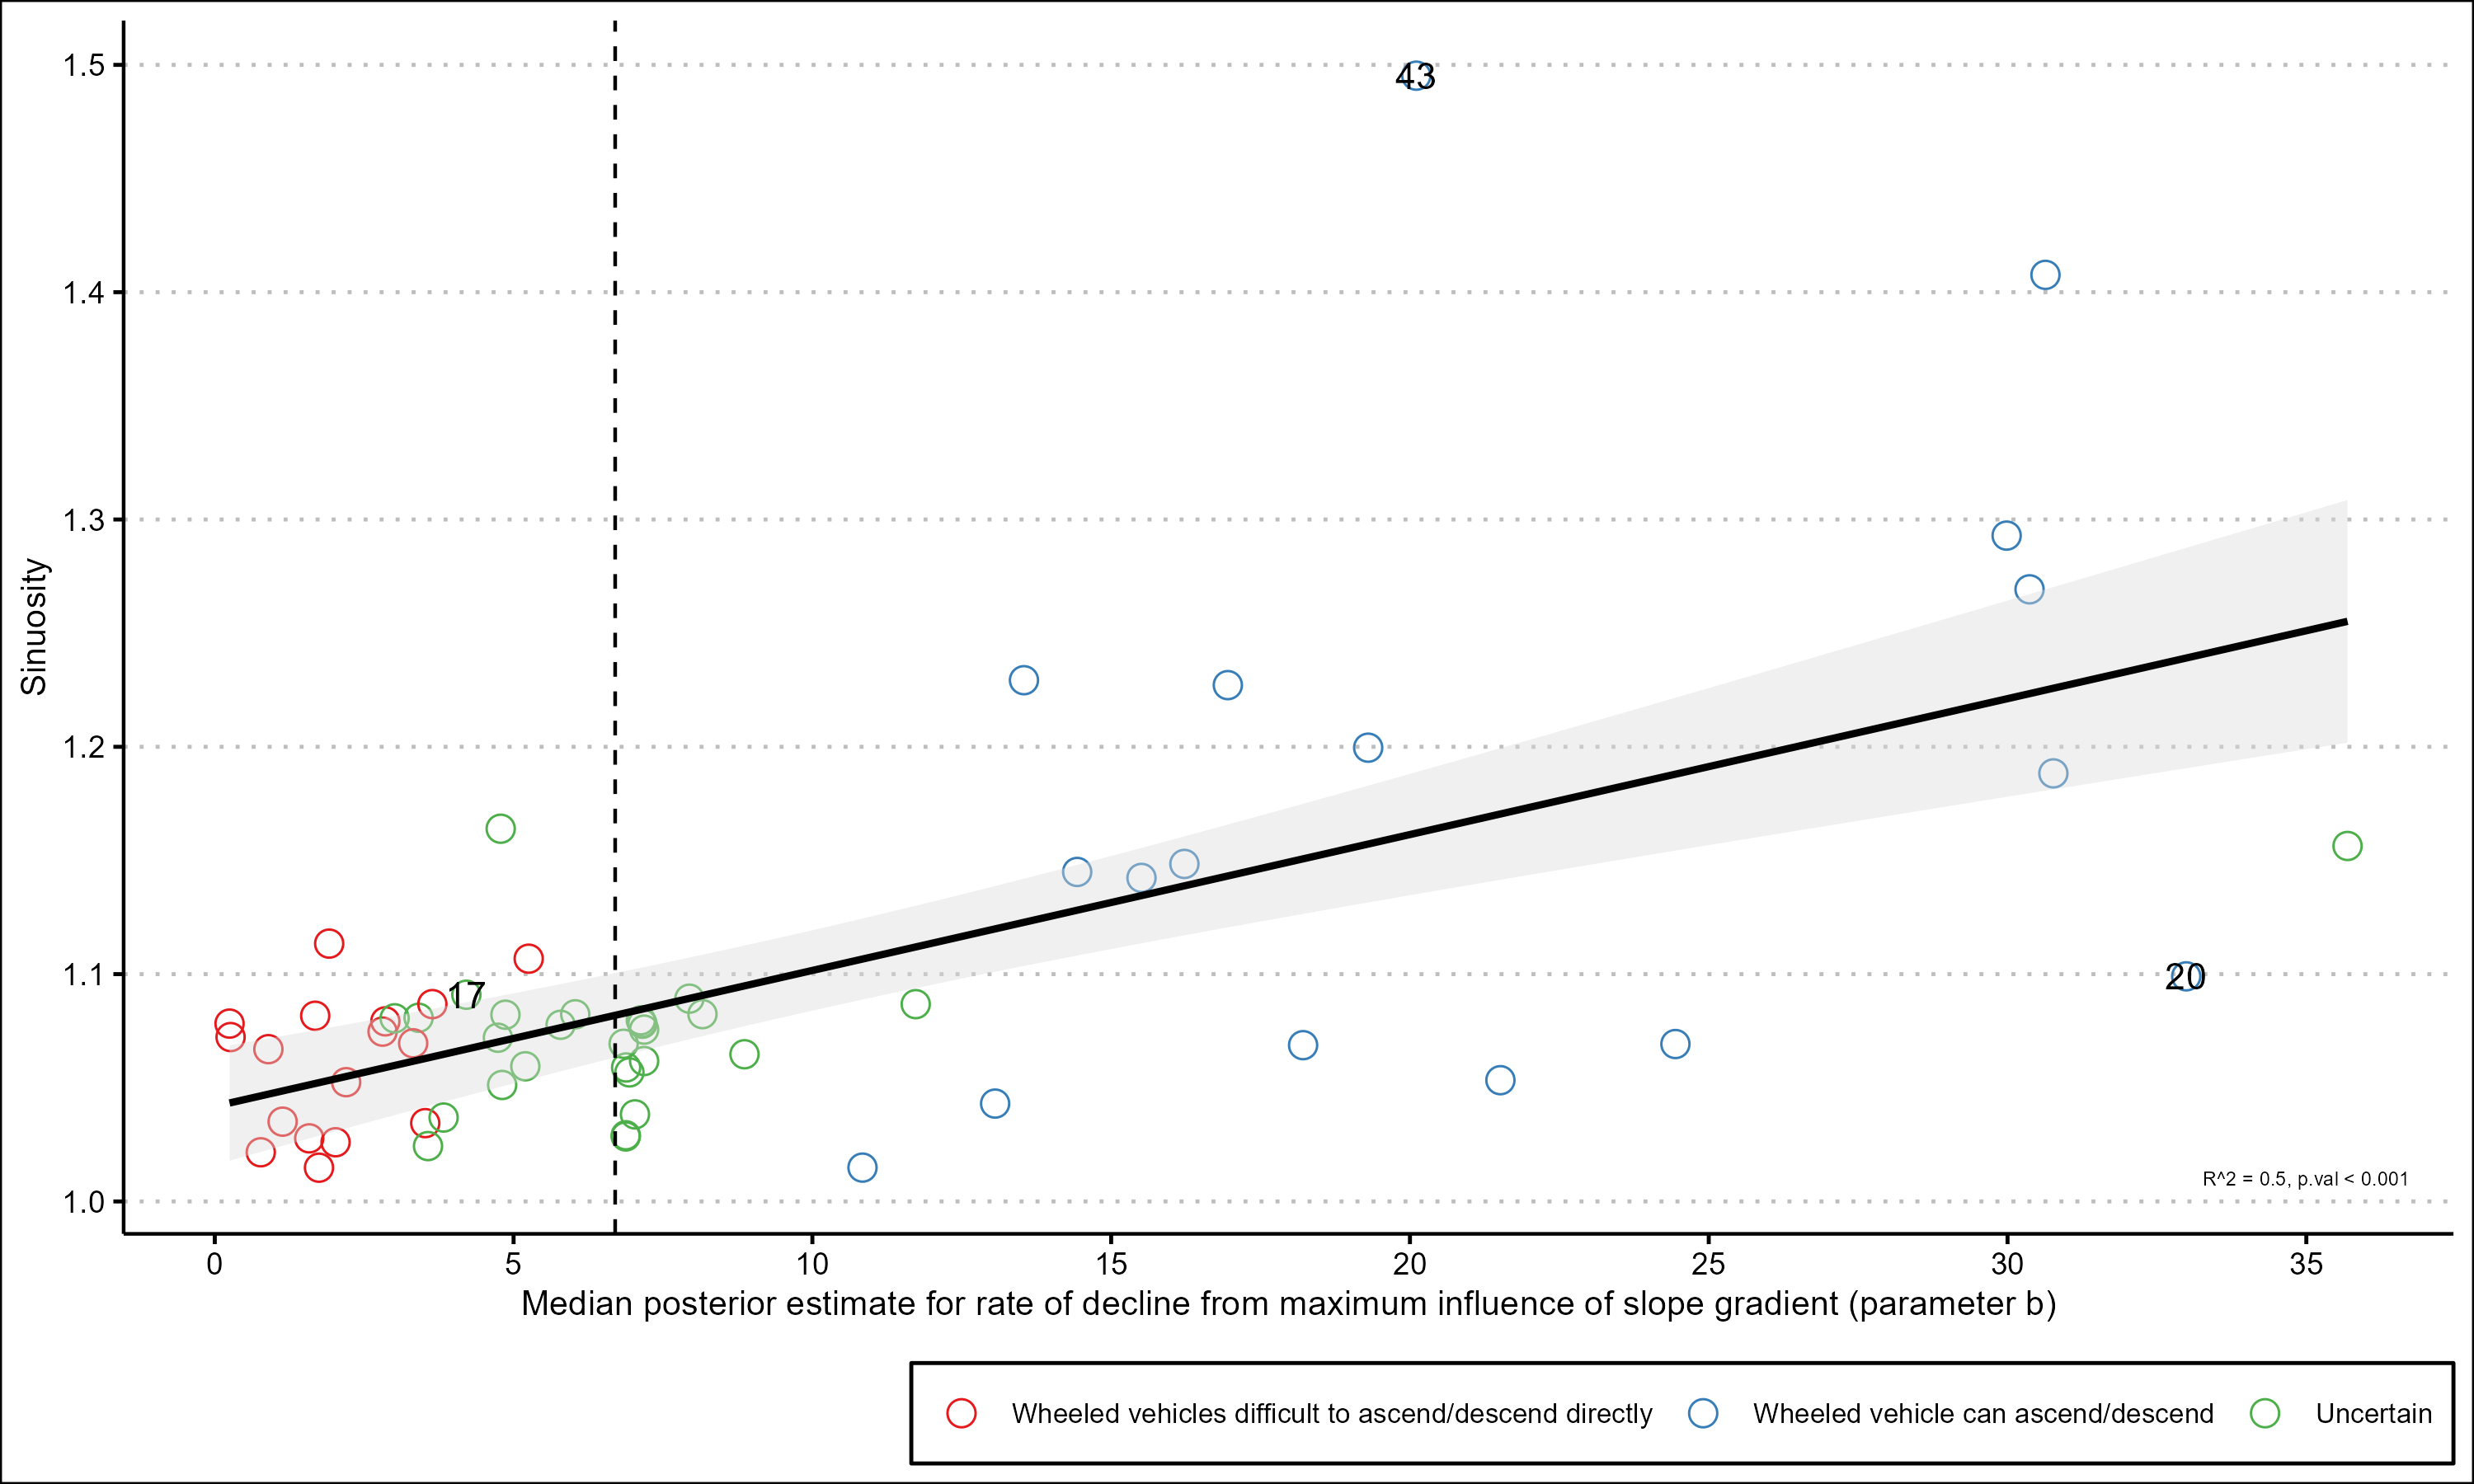 1.5
1.4
1.3
1.2
1.1
1.0
Sinuosity
43
17
20
R^2 = 0.5, p.val < 0.001
0 5 10 15 20 25 30 35
Median posterior estimate for rate of decline from maximum influence of slope gradient (parameter b)
Wheeled vehicles difficult to ascend/descend directly Wheeled vehicle can ascend/descend Uncertain